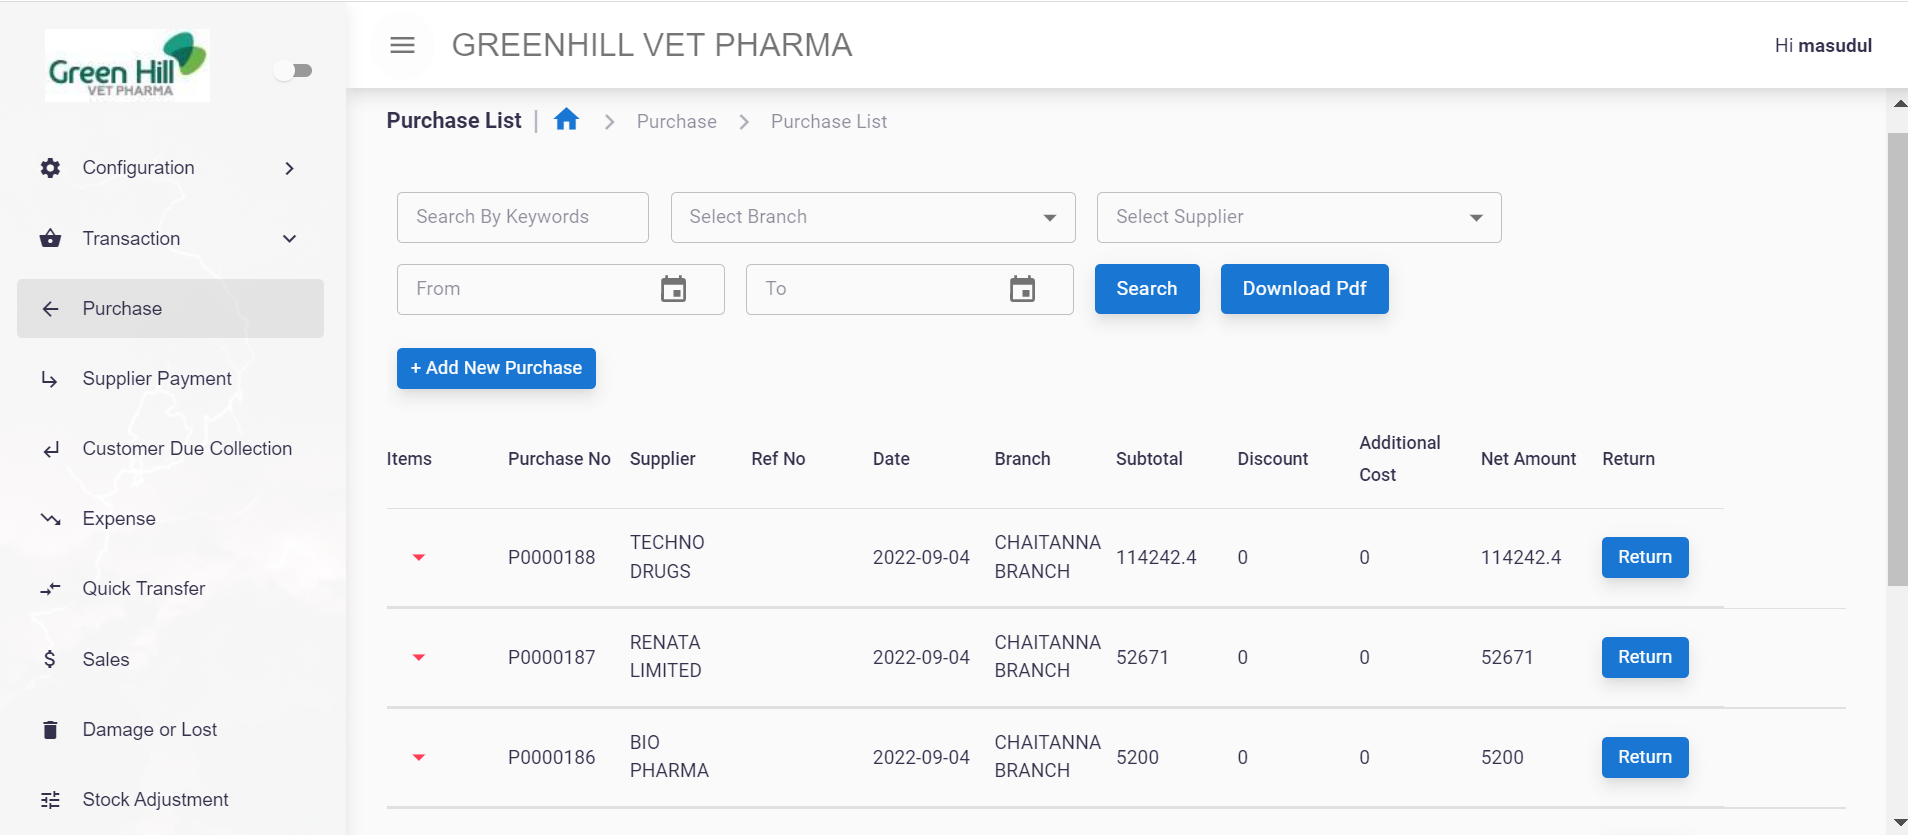 Green Hill
VET PHARMA
GREENHILL VET PHARMA
Hi masudul
Configuration
Transaction
Purchase
Supplier Payment
Customer Due Collection
Expense
Quick Transfer
Sales
Damage or Lost
Stock Adjustment
Purchase List | Purchase Purchase List
Search By Keywords Select Branch Select Supplier
From To Search Download Pdf
+ Add New Purchase
Items Purchase No Supplier Ref No Date Branch Subtotal Discount Additional Cost Net Amount Return
P0000188 TECHNO DRUGS 2022-09-04 CHAITANNA BRANCH 114242.4 0 0 114242.4 Return
P0000187 RENATA LIMITED 2022-09-04 CHAITANNA BRANCH 52671 0 0 52671 Return
P0000186 BIO PHARMA 2022-09-04 CHAITANNA BRANCH 5200 0 0 5200 Return